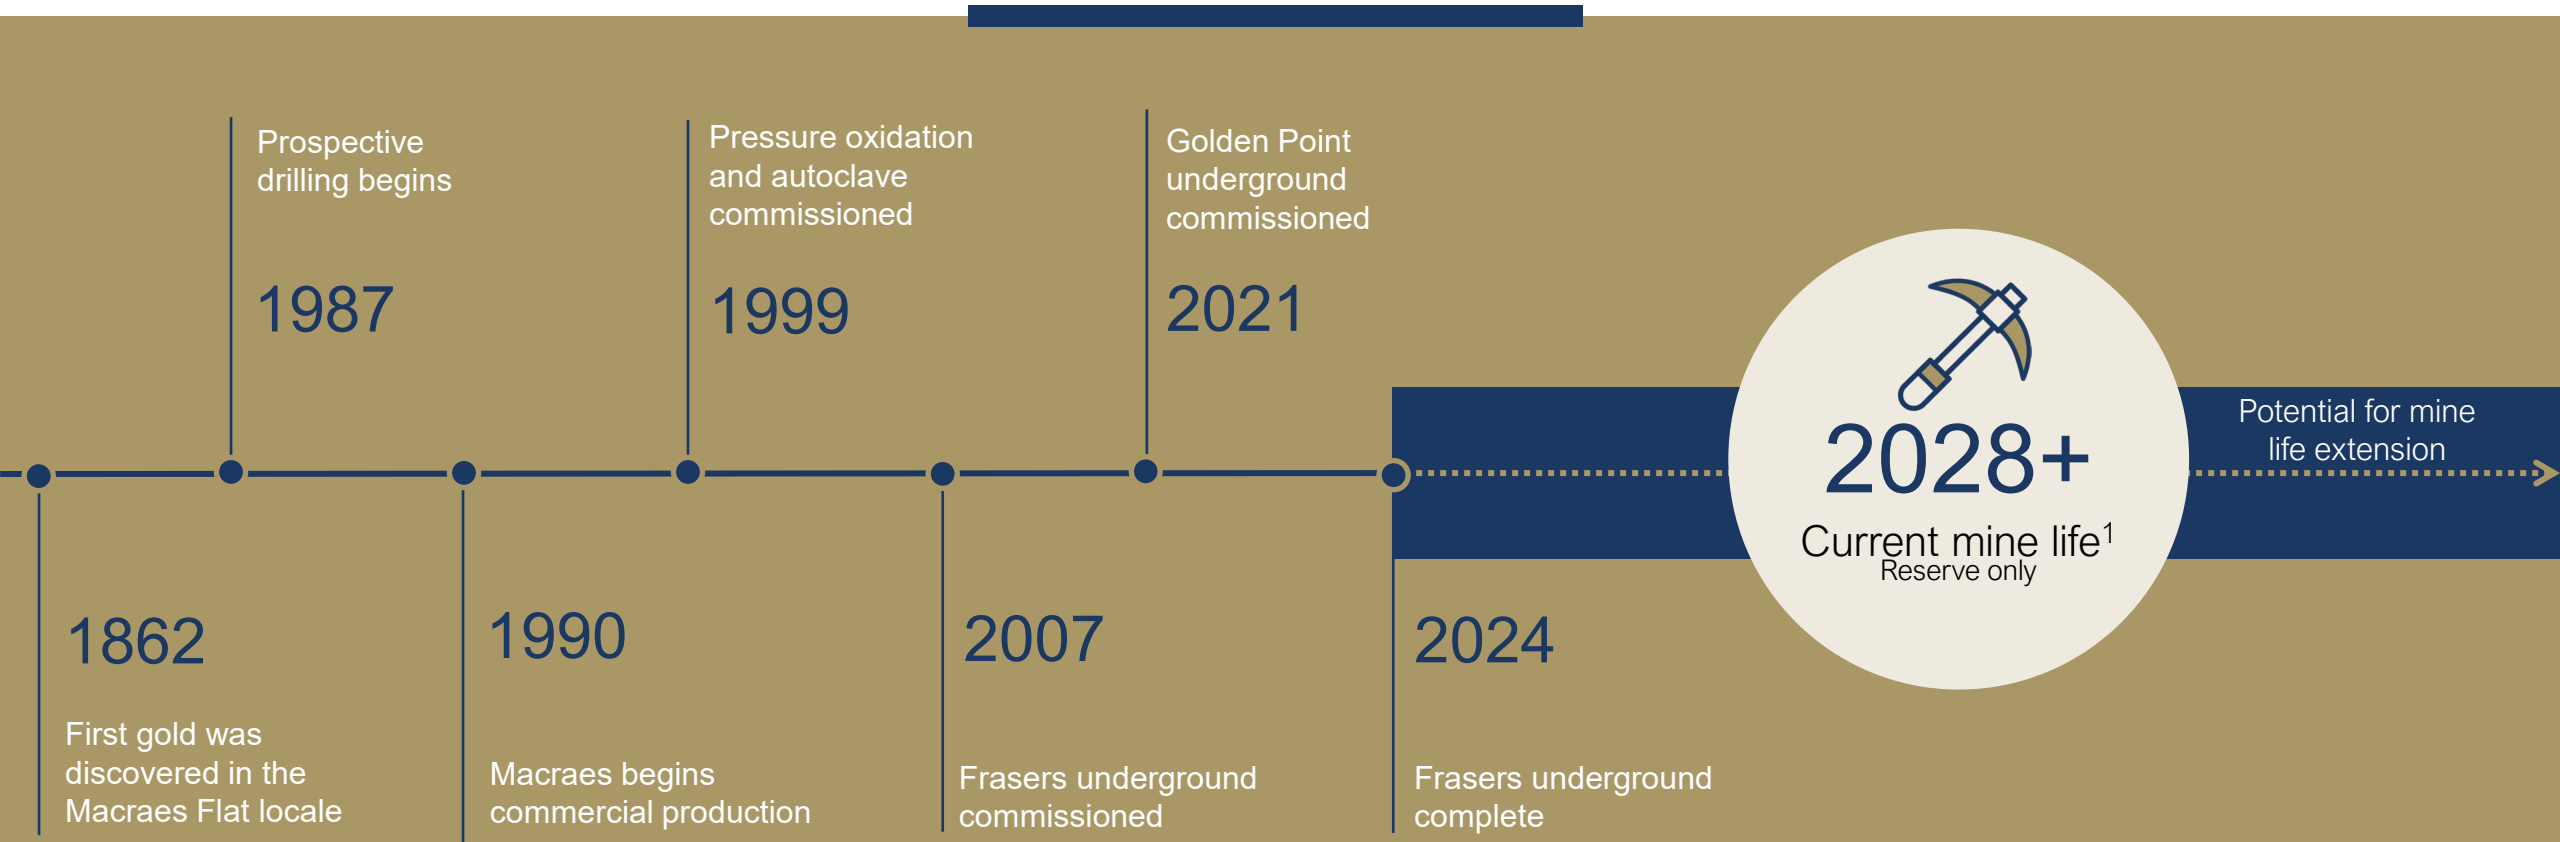 Prospective
drilling begins
1987
Pressure oxidation
and autoclave
commissioned
1999
Golden Point
underground
commissioned
2021
1862
First gold was
discovered in the
Macraes Flat locale
1990
Macraes begins
commercial production
2007
Frasers underground
commissioned
2024
Frasers underground
complete
2028+
Current mine life¹
Reserve only
Potential for mine
life extension